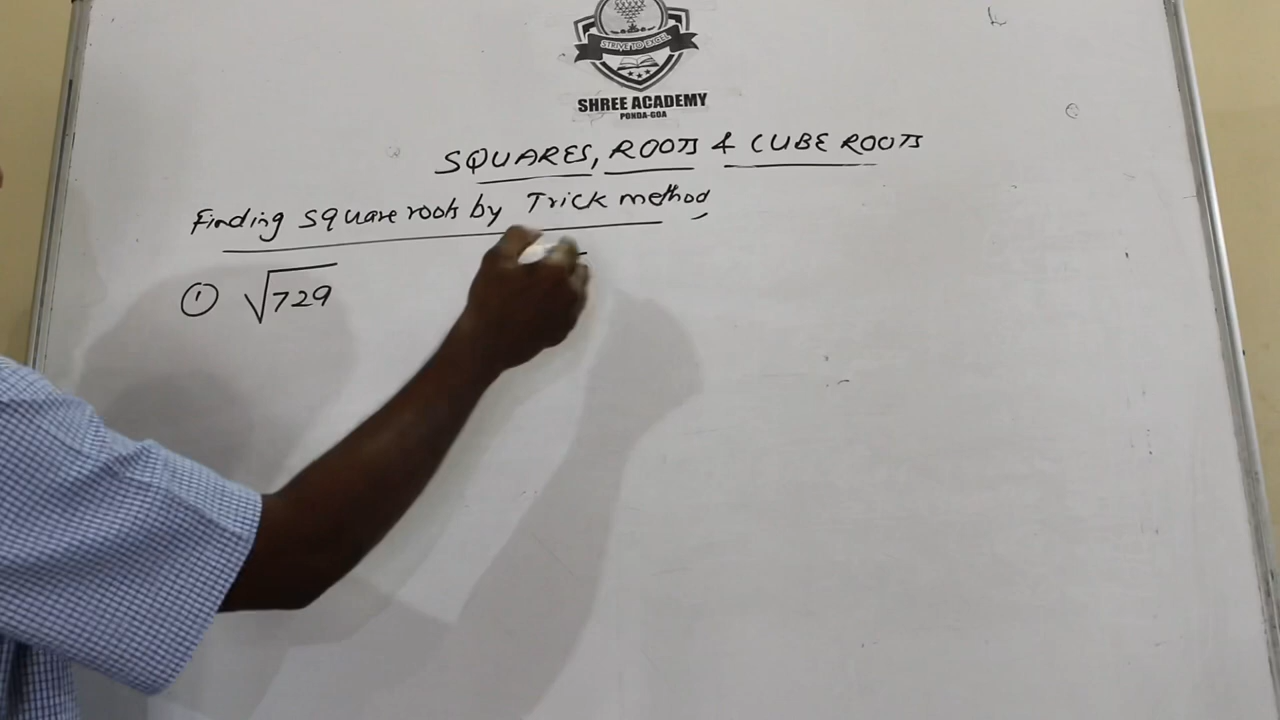 STRIVE TO EXCEL
SHREE ACADEMY
PONDA-GOA
SQUARES, ROOTS & CUBE ROOTS
Finding square roots by Trick method
① √729